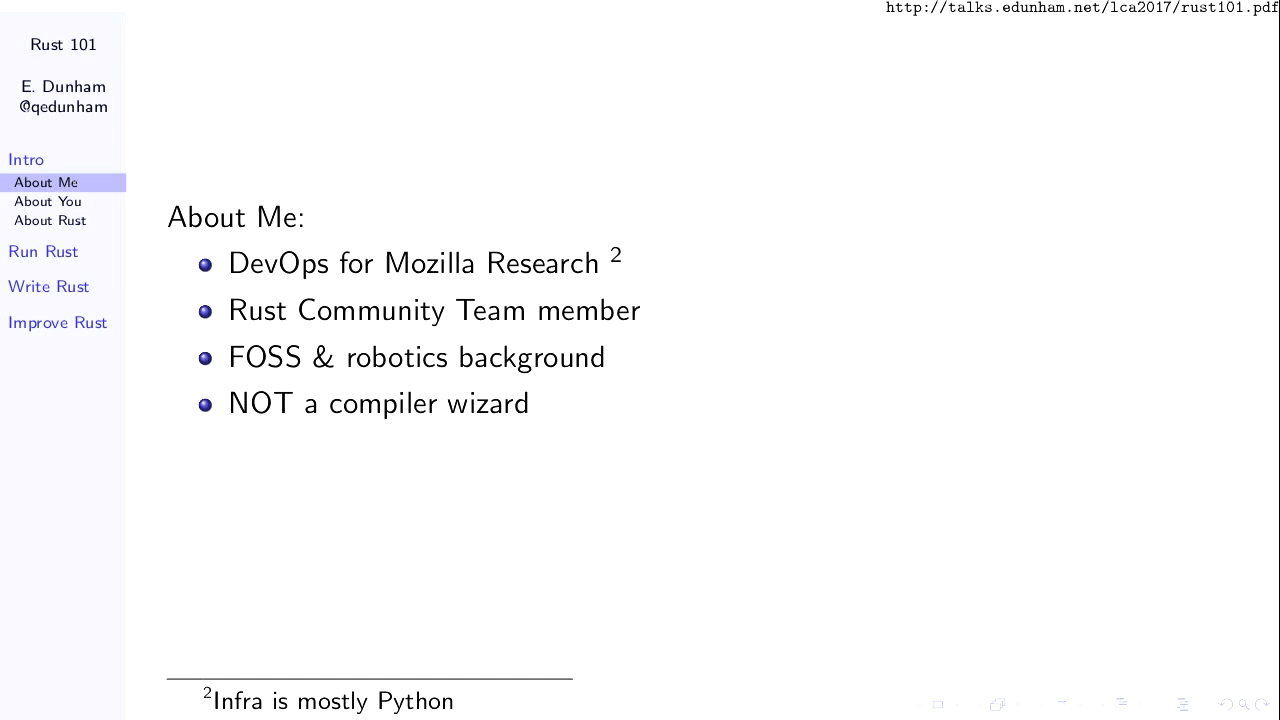 http://talks.edunham.net/lca2017/rust101.pdf
Rust 101
E. Dunham
@qedunham
Intro
About Me
About You
About Rust
Run Rust
Write Rust
Improve Rust
About Me:
DevOps for Mozilla Research 2
Rust Community Team member
FOSS & robotics background
NOT a compiler wizard
2Infra is mostly Python